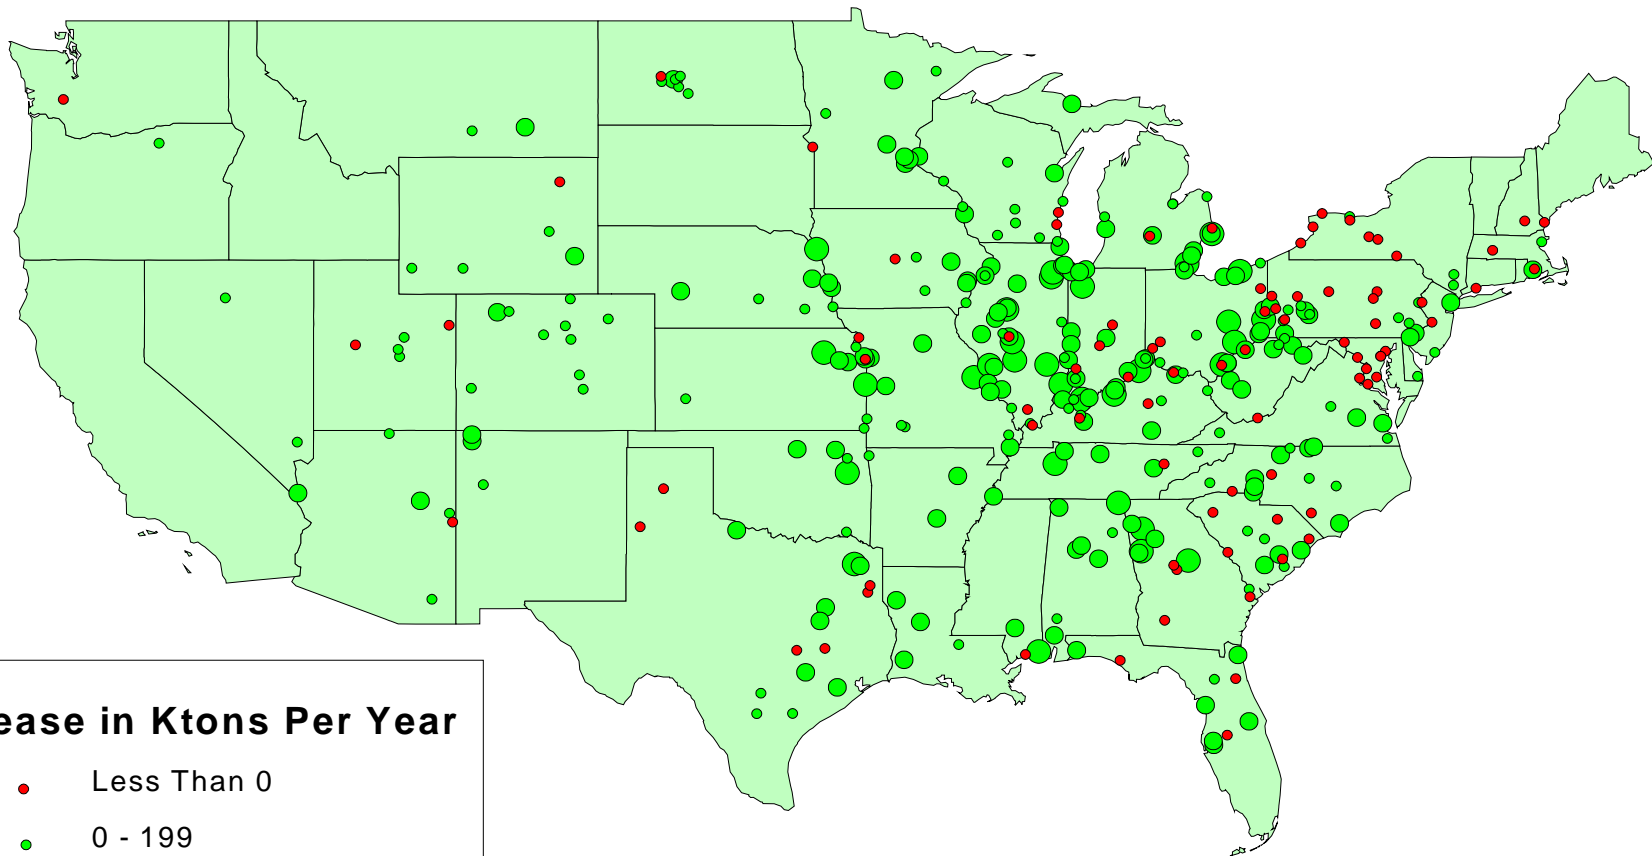 ease in Ktons Per Year
Less Than 0
0 - 199